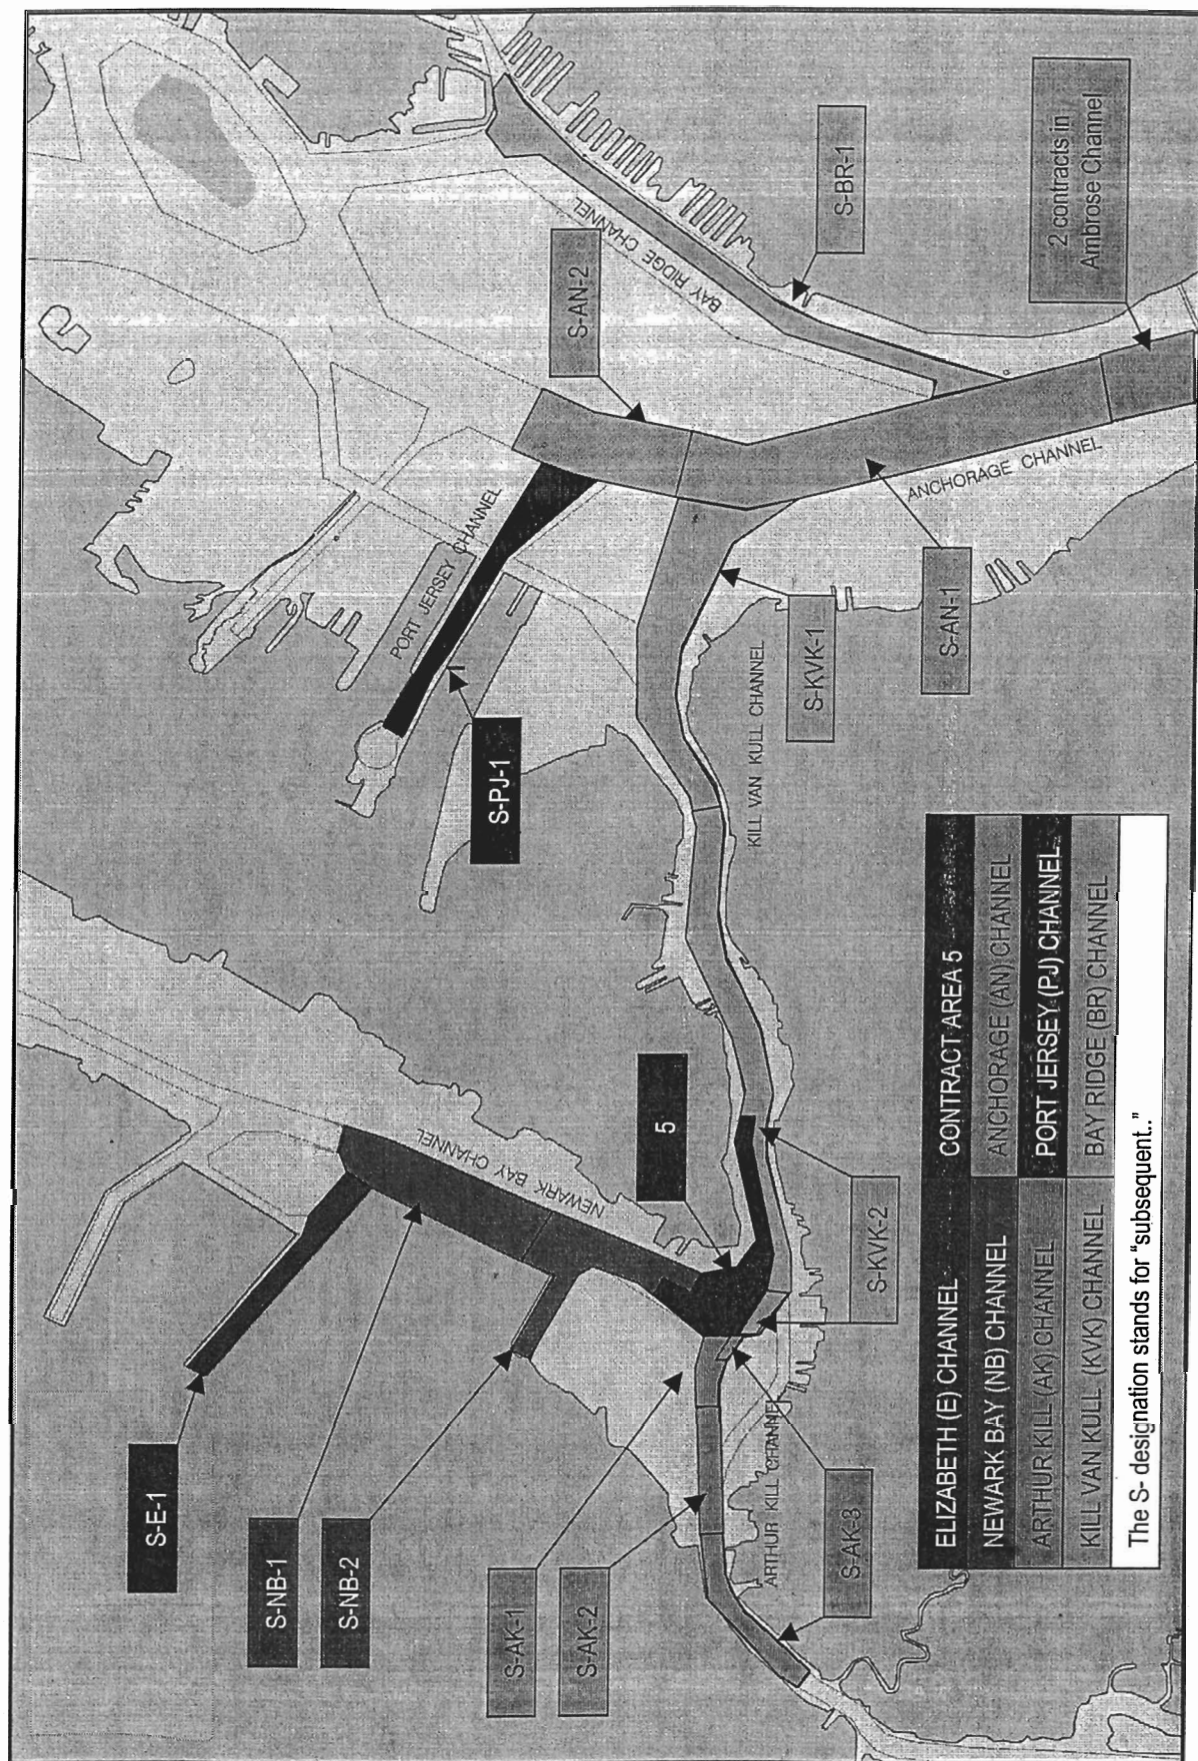 S-E-1
S-NB-1
S-NB-2
S-AK-1
S-AK-2
S-AK-3
ARTHUR KILL CHANNEL
NEWARK BAY CHANNEL
5
S-KVK-2
S-PJ-1
PORT JERSEY CHANNEL
KILL VAN KULL CHANNEL
S-KVK-1
S-AN-1
ANCHORAGE CHANNEL
S-AN-2
BAY RIDGE CHANNEL
S-BR-1
2 contracts in
Ambrose Channel
ELIZABETH (E) CHANNEL
CONTRACT AREA 5
NEWARK BAY (NB) CHANNEL
ANCHORAGE (AN) CHANNEL
ARTHUR KILL (AK) CHANNEL
PORT JERSEY (PJ) CHANNEL
KILL VAN KULL (KVK) CHANNEL
BAY RIDGE (BR) CHANNEL
The S- designation stands for "subsequent.."